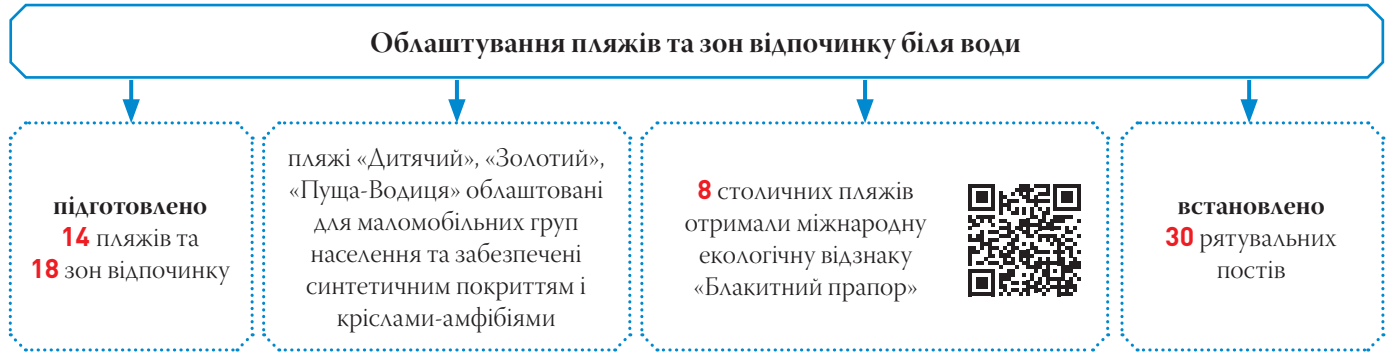 Облаштування пляжів та зон відпочинку біля води
підготовлено
14 пляжів та
18 зон відпочинку
пляжі «Дитячий», «Золотий»,
«Пуща-Водиця» облаштовані
для маломобільних груп
населення та забезпечені
синтетичним покриттям і
кріслами-амфібіями
8 столичних пляжів
отримали міжнародну
екологічну відзнаку
«Блакитний прапор»
встановлено
30 рятувальних
постів